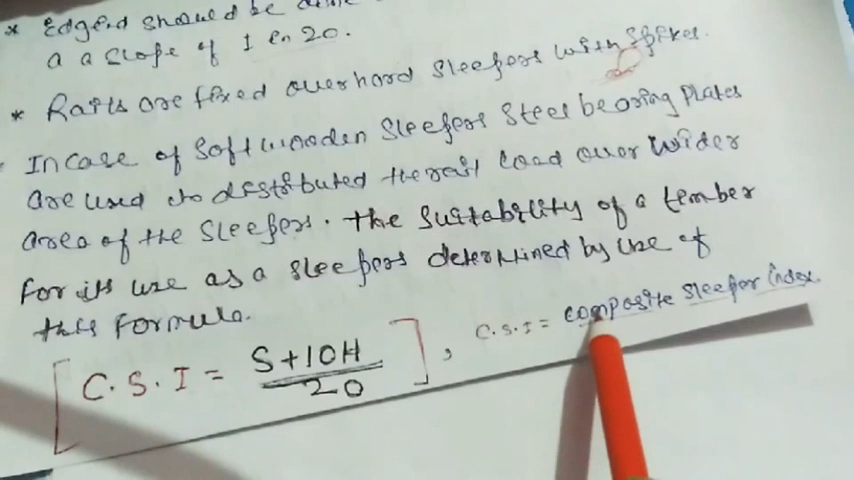 * Edged should be
a a slope of 1 in 20.
* Rails are fixed over hard sleepers with spikes.
In case of soft wooden sleepers steel bearing plates
are used to destributed the rail load over wider
area of the sleepers. The suitability of a tember
for its use as a sleepers determined by use of
this formula.
[C.S.I = S+10H / 20], C.S.I = composite sleeper index.